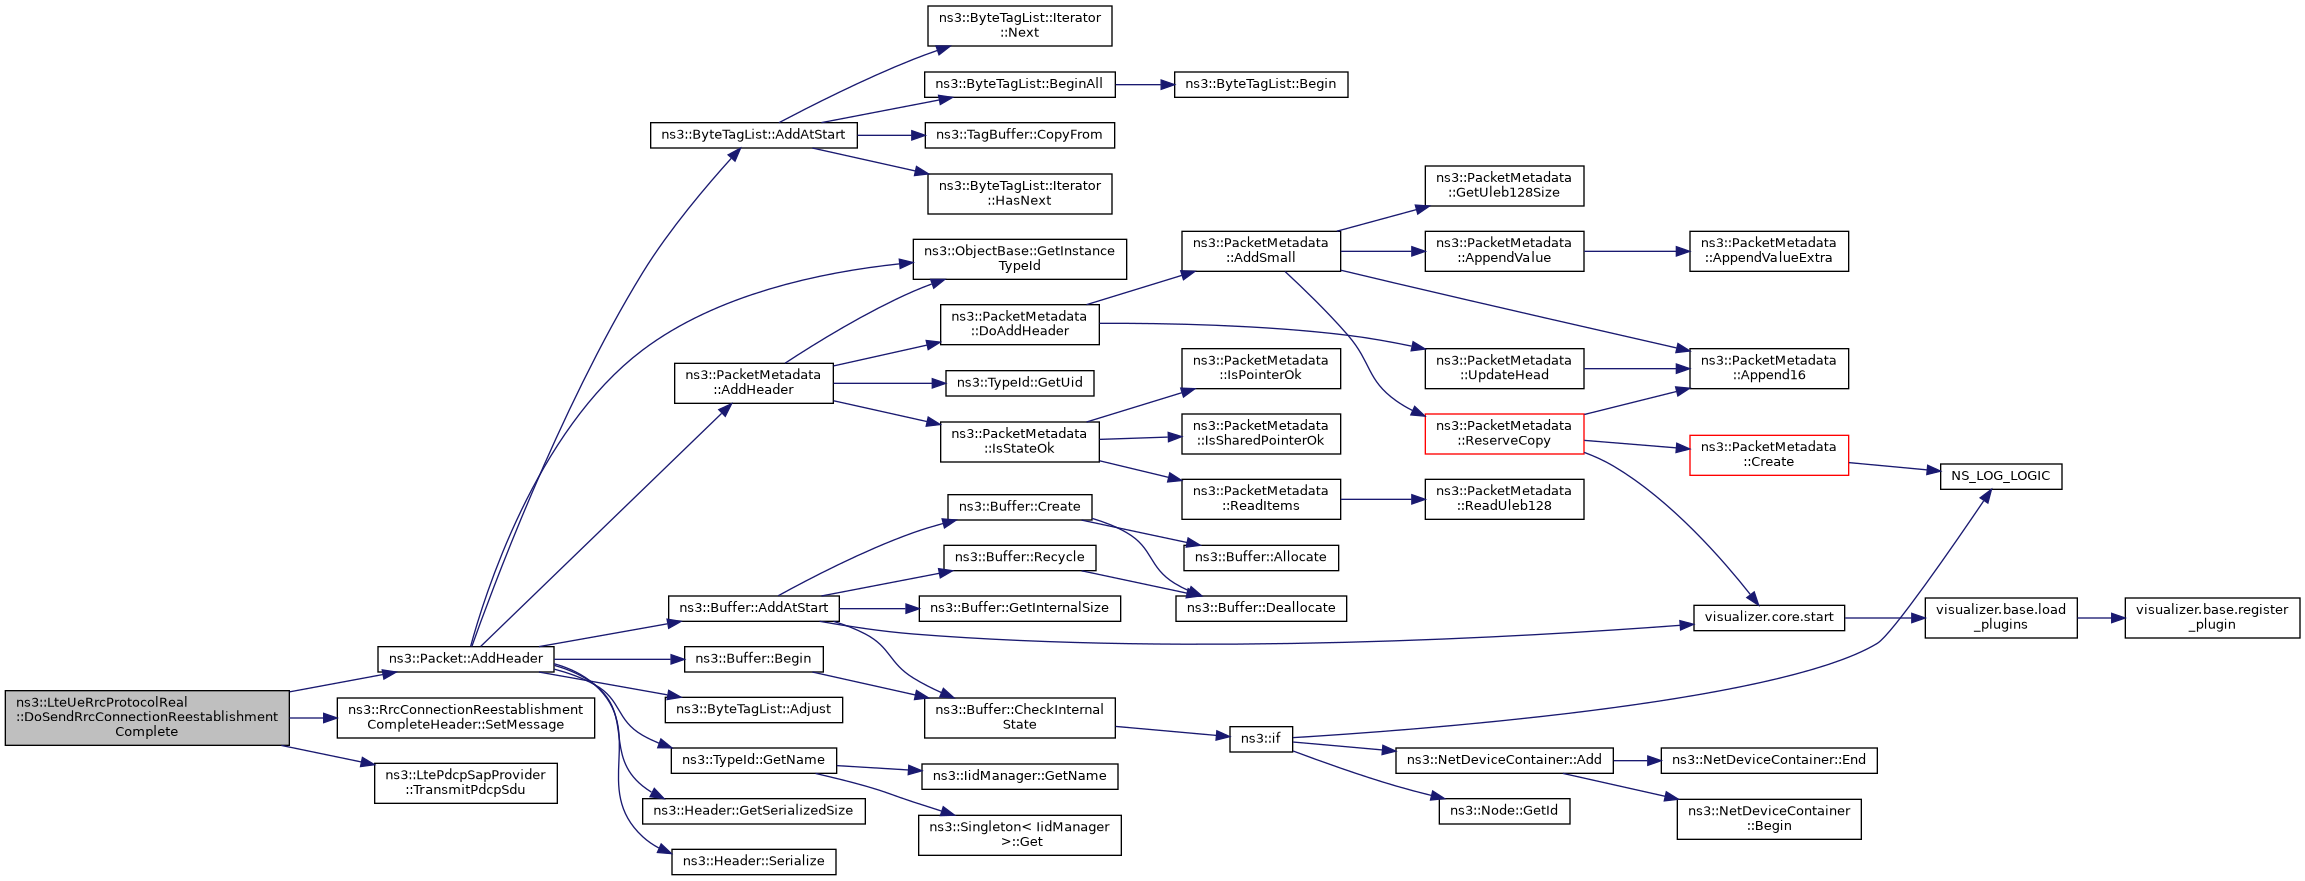 ns3::LteUeRrcProtocolReal
::DoSendRrcConnectionReestablishment
Complete
ns3::Packet::AddHeader
ns3::RrcConnectionReestablishment
CompleteHeader::SetMessage
ns3::LtePdcpSapProvider
::TransmitPdcpSdu
ns3::ByteTagList::AddAtStart
ns3::PacketMetadata
::AddHeader
ns3::Buffer::AddAtStart
ns3::Buffer::Begin
ns3::ByteTagList::Adjust
ns3::TypeId::GetName
ns3::Header::GetSerializedSize
ns3::Header::Serialize
ns3::ByteTagList::Iterator
::Next
ns3::ByteTagList::BeginAll
ns3::TagBuffer::CopyFrom
ns3::ByteTagList::Iterator
::HasNext
ns3::ObjectBase::GetInstance
TypeId
ns3::PacketMetadata
::DoAddHeader
ns3::TypeId::GetUid
ns3::PacketMetadata
::IsStateOk
ns3::Buffer::Create
ns3::Buffer::Recycle
ns3::Buffer::GetInternalSize
ns3::Buffer::CheckInternal
State
ns3::IidManager::GetName
ns3::Singleton< IidManager
>::Get
ns3::ByteTagList::Begin
ns3::PacketMetadata
::AddSmall
ns3::PacketMetadata
::IsPointerOk
ns3::PacketMetadata
::IsSharedPointerOk
ns3::PacketMetadata
::ReadItems
ns3::Buffer::Allocate
ns3::Buffer::Deallocate
ns3::if
ns3::PacketMetadata
::GetUleb128Size
ns3::PacketMetadata
::AppendValue
ns3::PacketMetadata
::UpdateHead
ns3::PacketMetadata
::ReserveCopy
ns3::PacketMetadata
::ReadUleb128
ns3::NetDeviceContainer::Add
ns3::Node::GetId
ns3::PacketMetadata
::AppendValueExtra
ns3::PacketMetadata
::Append16
ns3::PacketMetadata
::Create
visualizer.core.start
ns3::NetDeviceContainer::End
ns3::NetDeviceContainer
::Begin
NS_LOG_LOGIC
visualizer.base.load
_plugins
visualizer.base.register
_plugin